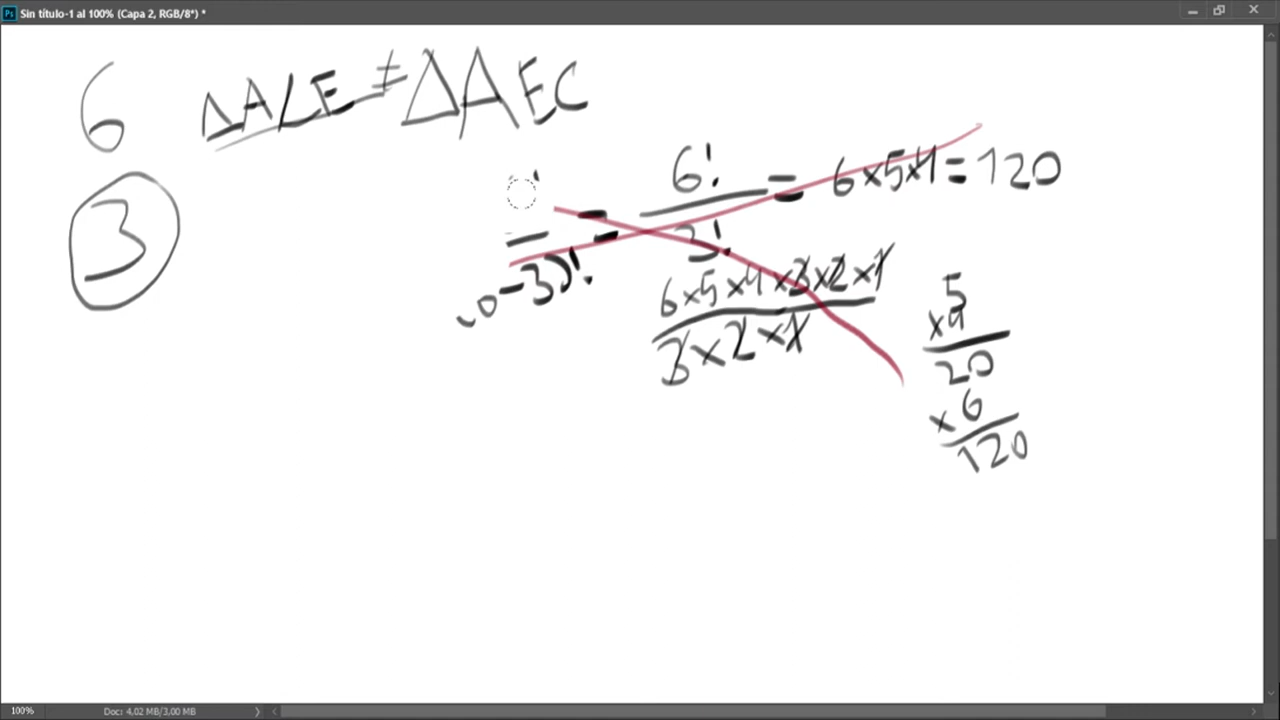 Sin título-1 al 100% (Capa 2, RGB/8*) *
6 ΔALE ≠ ΔAEC
3
= 6! / 3! = 6×5×4 = 120
-3)!
6×5×4×3×2×1
3×2×1
5
×4
20
×6
120
100% Doc: 4,02 MB/3,00 MB